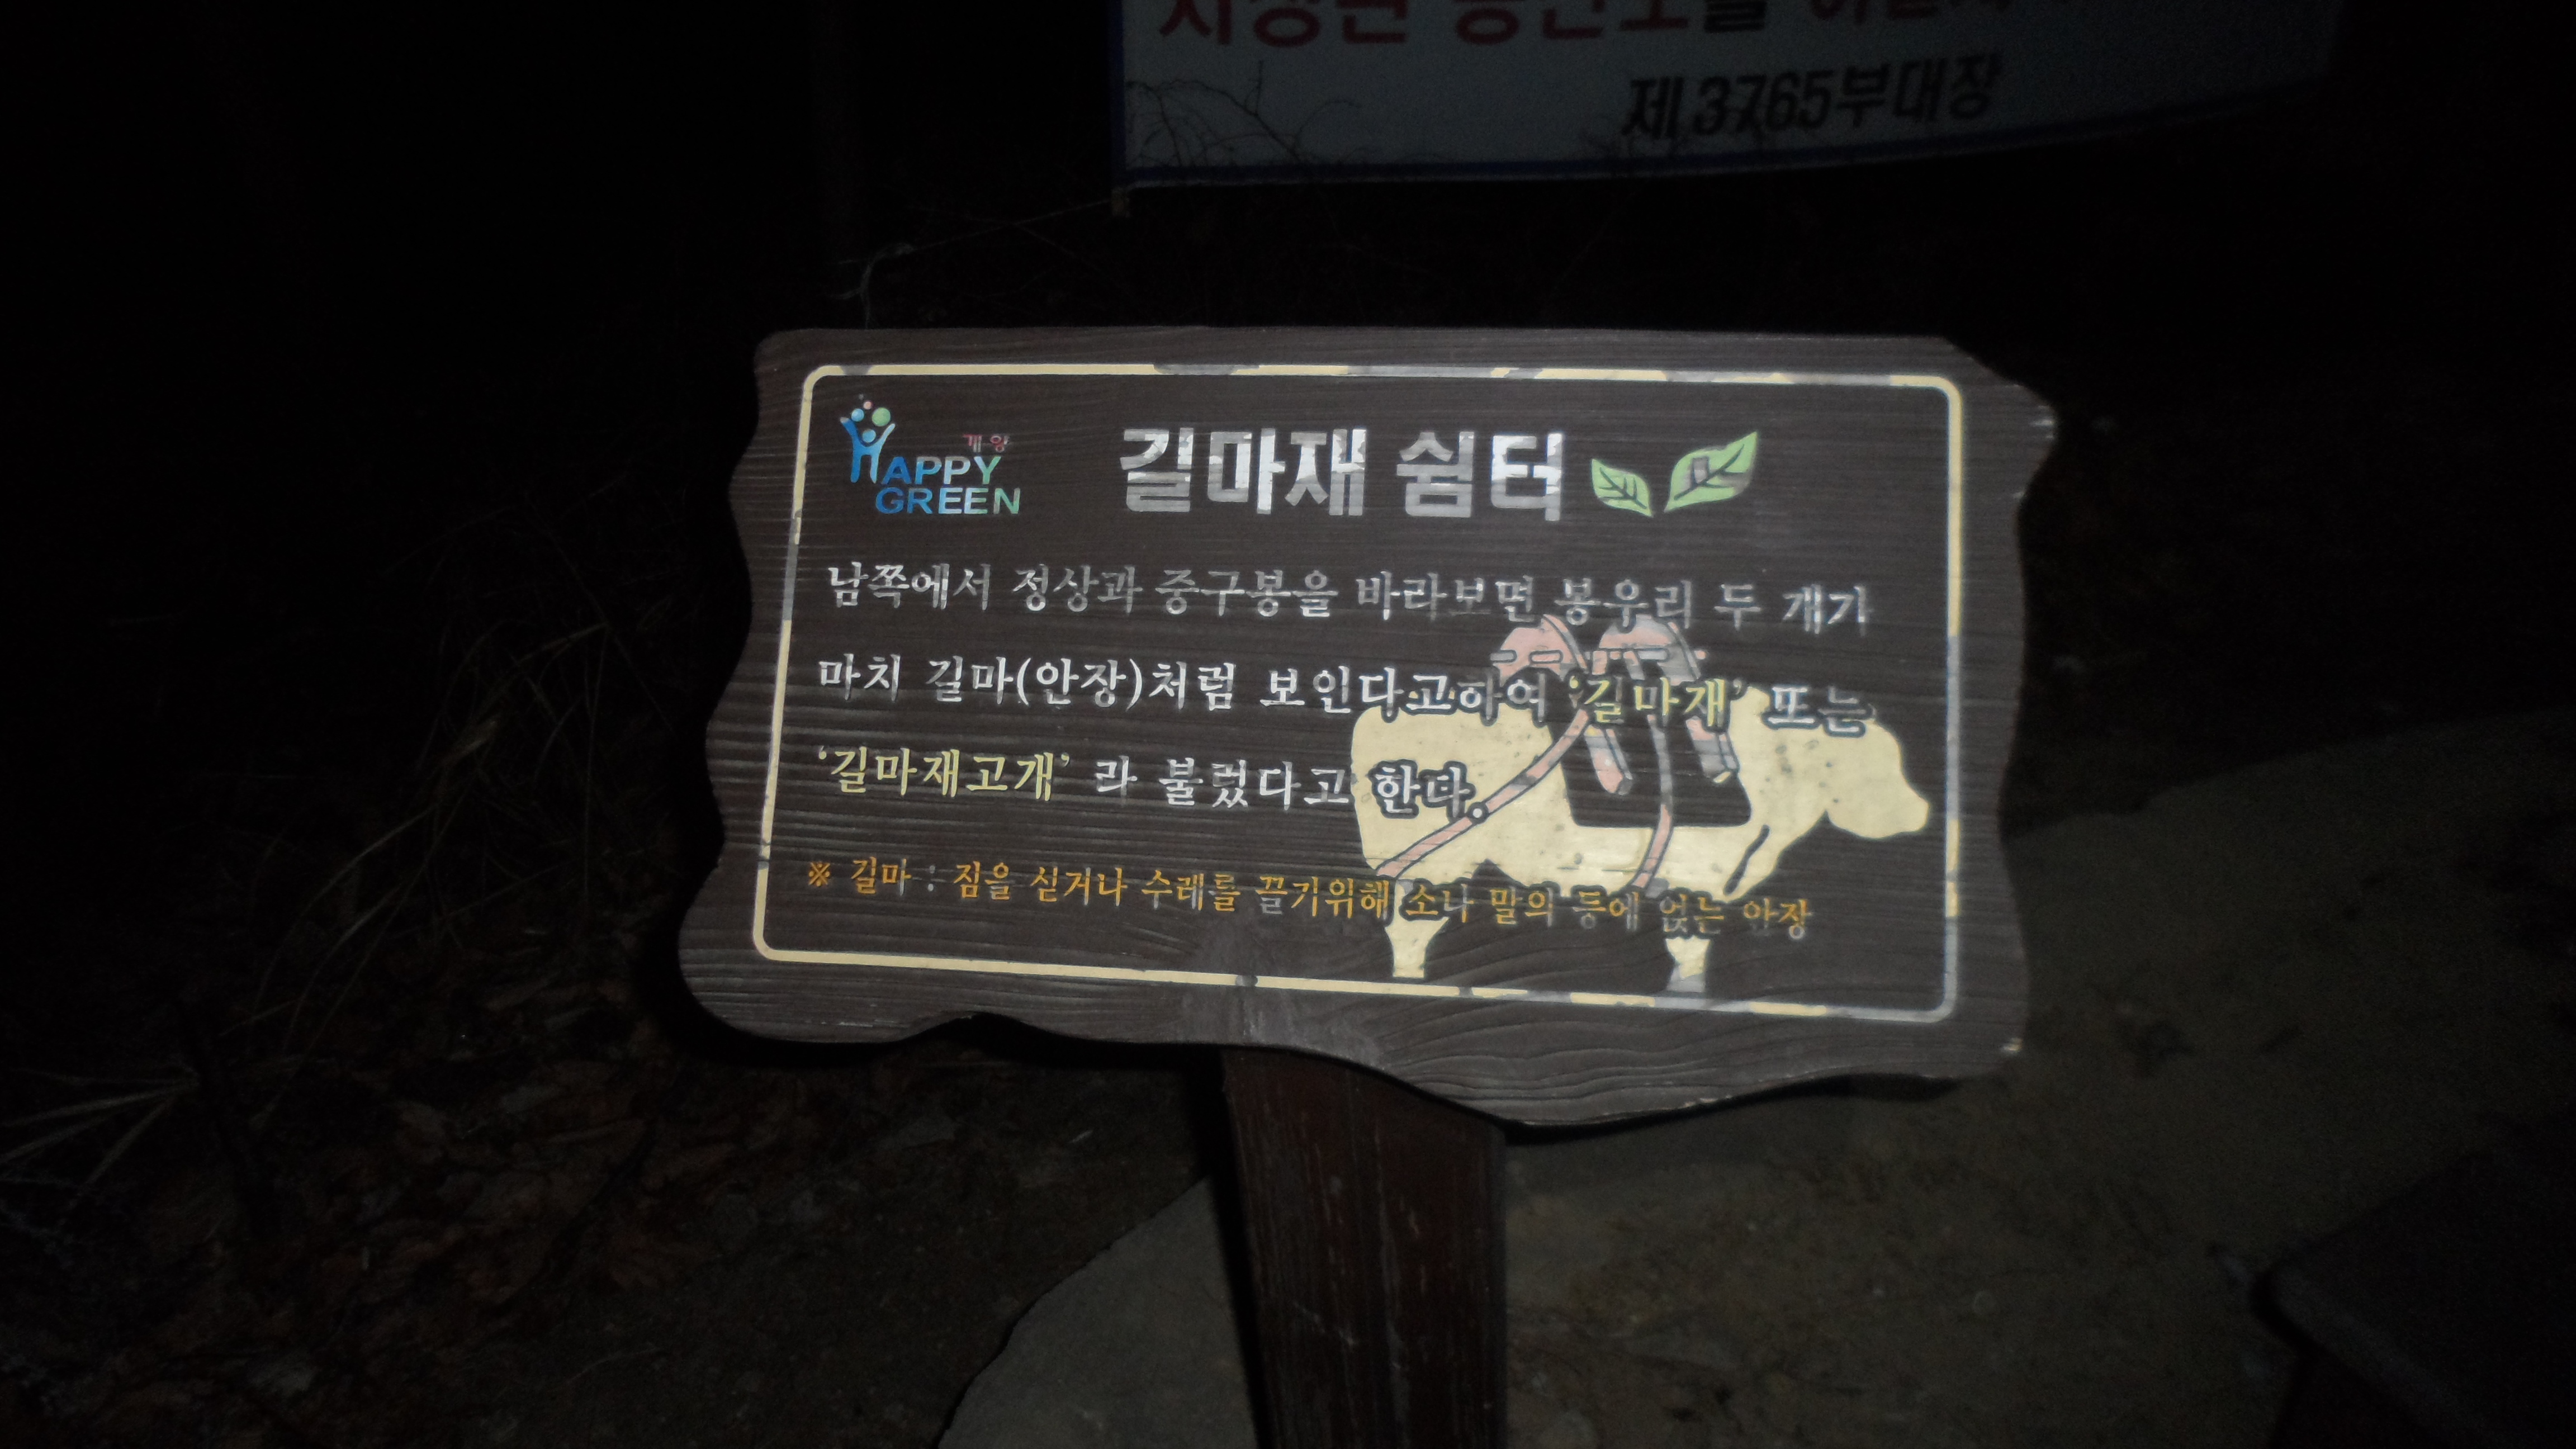 제3765부대장
계양
HAPPY
GREEN
길마재 쉼터
남쪽에서 정상과 중구봉을 바라보면 봉우리 두 개가
마치 길마(안장)처럼 보인다고하여 '길마재' 또는
'길마재고개' 라 불렀다고 한다.
※ 길마 : 짐을 싣거나 수레를 끌기위해 소나 말의 등에 얹는 안장